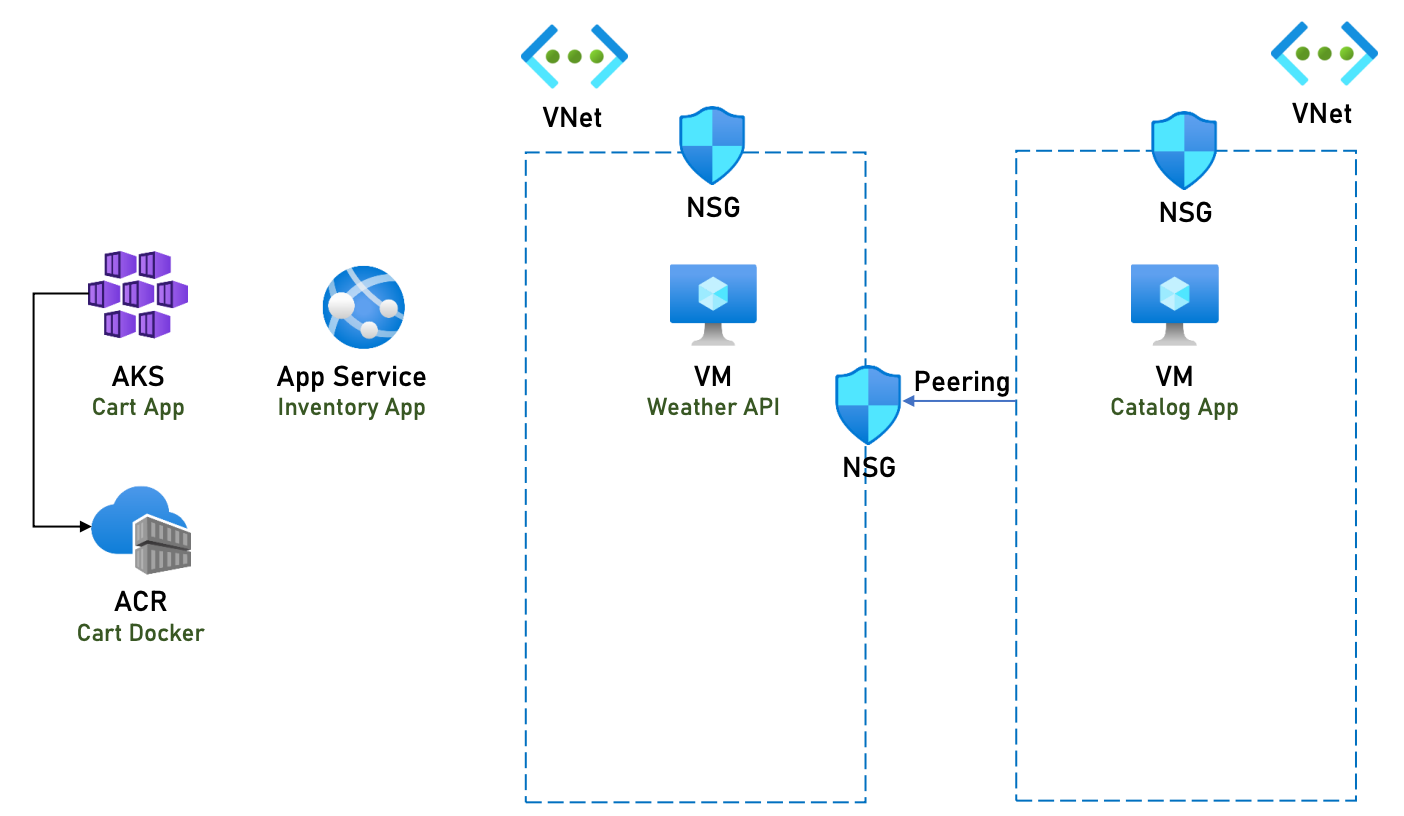 VNet
VNet
NSG
NSG
AKS
Cart App
App Service
Inventory App
VM
Weather API
Peering
NSG
VM
Catalog App
ACR
Cart Docker